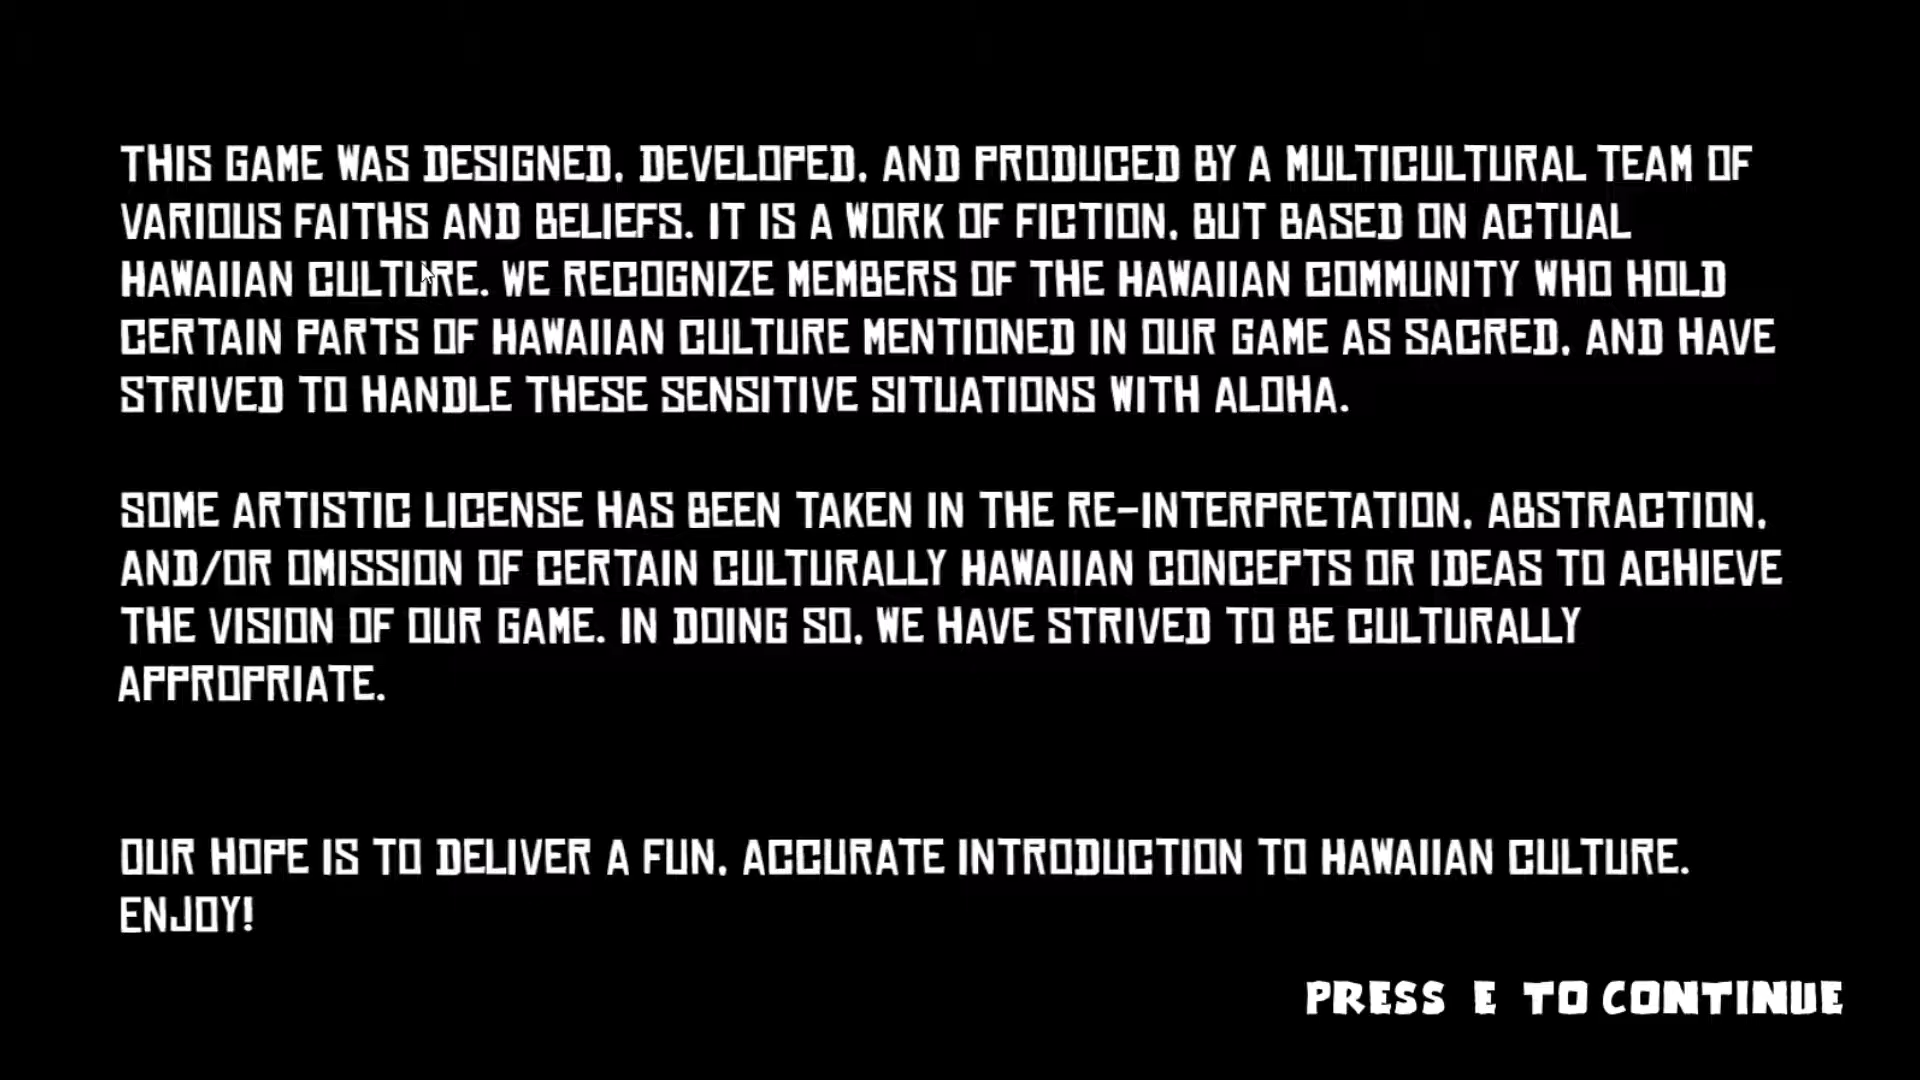 THIS GAME WAS DESIGNED, DEVELOPED, AND PRODUCED BY A MULTICULTURAL TEAM OF
VARIOUS FAITHS AND BELIEFS. IT IS A WORK OF FICTION, BUT BASED ON ACTUAL
HAWAIIAN CULTURE. WE RECOGNIZE MEMBERS OF THE HAWAIIAN COMMUNITY WHO HOLD
CERTAIN PARTS OF HAWAIIAN CULTURE MENTIONED IN OUR GAME AS SACRED, AND HAVE
STRIVED TO HANDLE THESE SENSITIVE SITUATIONS WITH ALOHA.
SOME ARTISTIC LICENSE HAS BEEN TAKEN IN THE RE-INTERPRETATION, ABSTRACTION,
AND/OR OMISSION OF CERTAIN CULTURALLY HAWAIIAN CONCEPTS OR IDEAS TO ACHIEVE
THE VISION OF OUR GAME. IN DOING SO, WE HAVE STRIVED TO BE CULTURALLY
APPROPRIATE.
OUR HOPE IS TO DELIVER A FUN, ACCURATE INTRODUCTION TO HAWAIIAN CULTURE.
ENJOY!
PRESS E TO CONTINUE